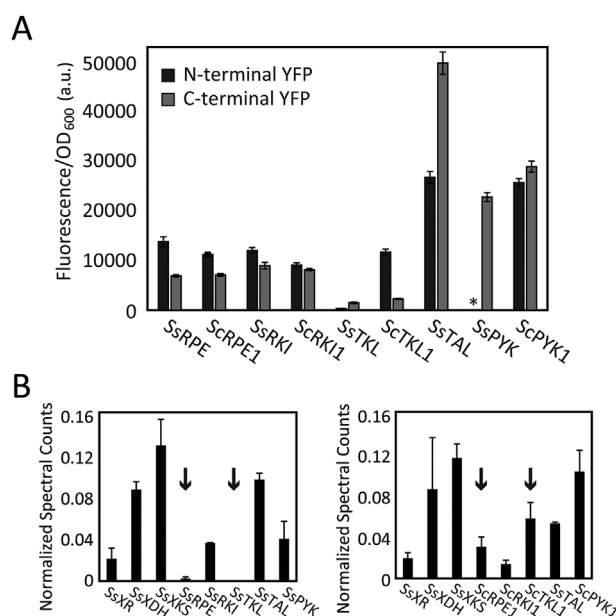 A
Fluorescence/OD600 (a.u.)
50000
40000
30000
20000
10000
0
N-terminal YFP
C-terminal YFP
*
SsRPE
ScRPE1
SsRKI
ScRKI1
SsTKL
ScTKL1
SsTAL
SsPYK
ScPYK1
B
Normalized Spectral Counts
0.16
0.12
0.08
0.04
0
SsXR
SsXDH
SsXKS
SsRPE
SsRKI
SsTKL
SsTAL
SsPYK
Normalized Spectral Counts
0.16
0.12
0.08
0.04
0
SsXR
SsXDH
SsXKS
ScRPE1
ScRKI1
ScTKL1
SsTAL
ScPYK1